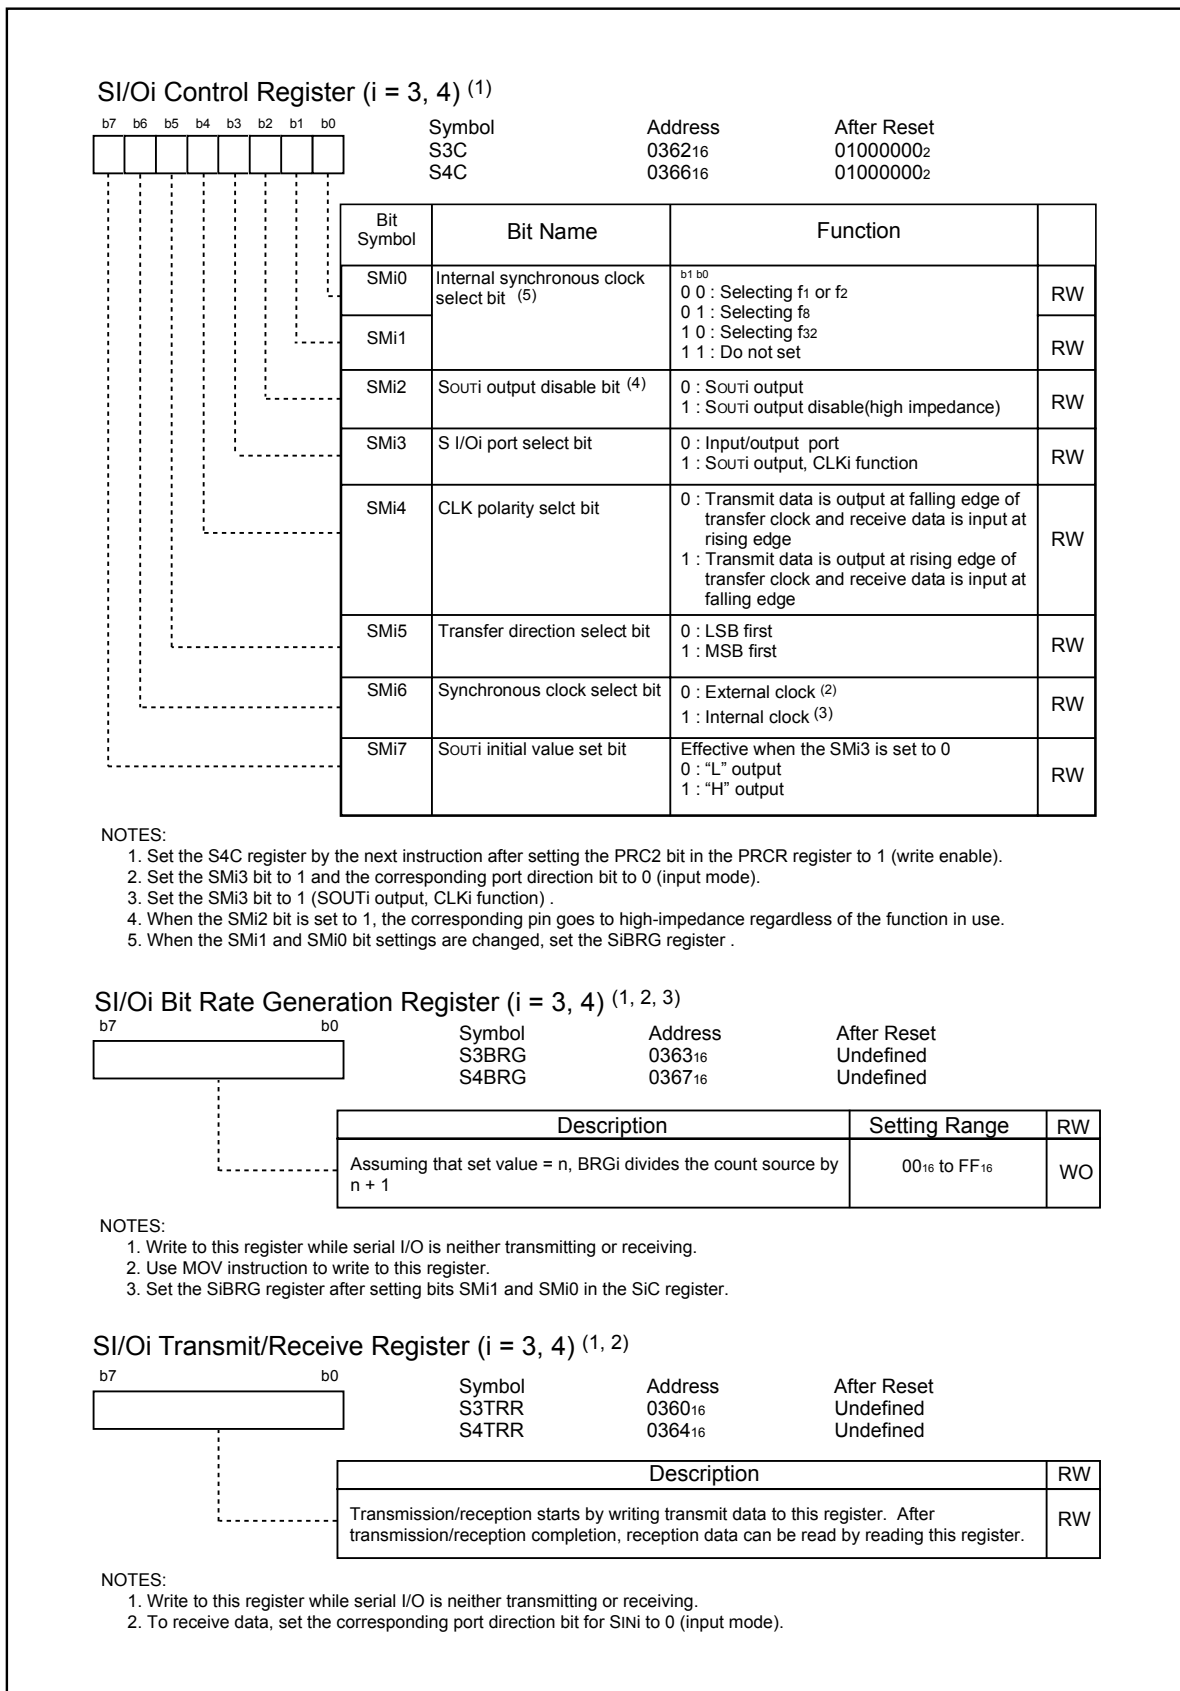 SI/Oi Control Register (i = 3, 4) (1)
b7 b6 b5 b4 b3 b2 b1 b0
Symbol Address After Reset
S3C 036216 010000002
S4C 036616 010000002
Bit Symbol Bit Name Function
SMi0 Internal synchronous clock select bit (5) b1 b0
0 0 : Selecting f1 or f2 RW
0 1 : Selecting f8
SMi1 1 0 : Selecting f32 RW
1 1 : Do not set
SMi2 SOUTi output disable bit (4) 0 : SOUTi output RW
1 : SOUTi output disable(high impedance)
SMi3 S I/Oi port select bit 0 : Input/output port RW
1 : SOUTi output, CLKi function
SMi4 CLK polarity selct bit 0 : Transmit data is output at falling edge of
transfer clock and receive data is input at
rising edge RW
1 : Transmit data is output at rising edge of
transfer clock and receive data is input at
falling edge
SMi5 Transfer direction select bit 0 : LSB first RW
1 : MSB first
SMi6 Synchronous clock select bit 0 : External clock (2) RW
1 : Internal clock (3)
SMi7 SOUTi initial value set bit Effective when the SMi3 is set to 0
0 : “L” output RW
1 : “H” output
NOTES:
1. Set the S4C register by the next instruction after setting the PRC2 bit in the PRCR register to 1 (write enable).
2. Set the SMi3 bit to 1 and the corresponding port direction bit to 0 (input mode).
3. Set the SMi3 bit to 1 (SOUTi output, CLKi function) .
4. When the SMi2 bit is set to 1, the corresponding pin goes to high-impedance regardless of the function in use.
5. When the SMi1 and SMi0 bit settings are changed, set the SiBRG register .
SI/Oi Bit Rate Generation Register (i = 3, 4) (1, 2, 3)
b7 b0
Symbol Address After Reset
S3BRG 036316 Undefined
S4BRG 036716 Undefined
Description Setting Range RW
Assuming that set value = n, BRGi divides the count source by 0016 to FF16 WO
n + 1
NOTES:
1. Write to this register while serial I/O is neither transmitting or receiving.
2. Use MOV instruction to write to this register.
3. Set the SiBRG register after setting bits SMi1 and SMi0 in the SiC register.
SI/Oi Transmit/Receive Register (i = 3, 4) (1, 2)
b7 b0
Symbol Address After Reset
S3TRR 036016 Undefined
S4TRR 036416 Undefined
Description RW
Transmission/reception starts by writing transmit data to this register. After RW
transmission/reception completion, reception data can be read by reading this register.
NOTES:
1. Write to this register while serial I/O is neither transmitting or receiving.
2. To receive data, set the corresponding port direction bit for SINi to 0 (input mode).